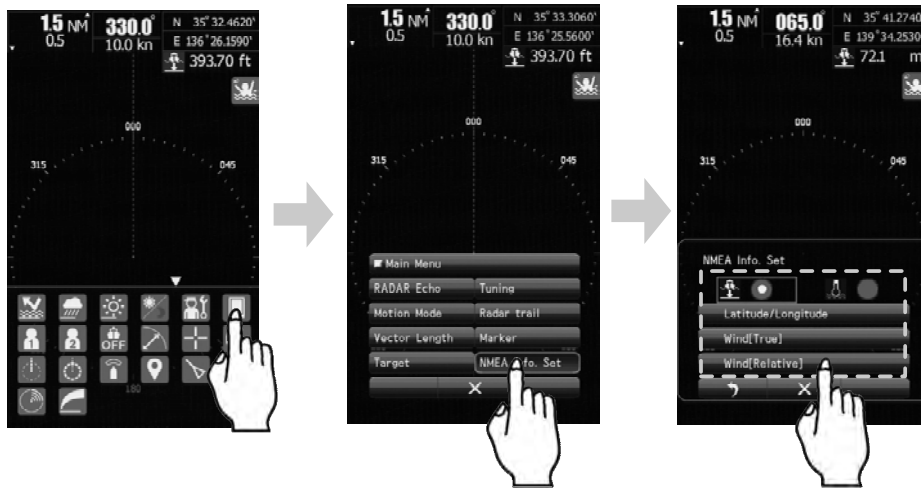 1.5 NM 330.0° N 35°32.4620'
0.5 10.0 kn E 136°26.1590'
393.70 ft
000
315 045
1 2 OFF
180
1.5 NM 330.0° N 35°33.3060'
0.5 10.0 kn E 136°25.5600'
393.70 ft
000
315 045
Main Menu
RADAR Echo Tuning
Motion Mode Radar trail
Vector Length Marker
Target NMEA fo. Set
1.5 NM 065.0° N 35°41.2740
0.5 16.4 kn E 139°34.2530
72.1 m
000
315 045
NMEA Info. Set
Latitude/Longitude
Wind[True]
Wind[Relative]